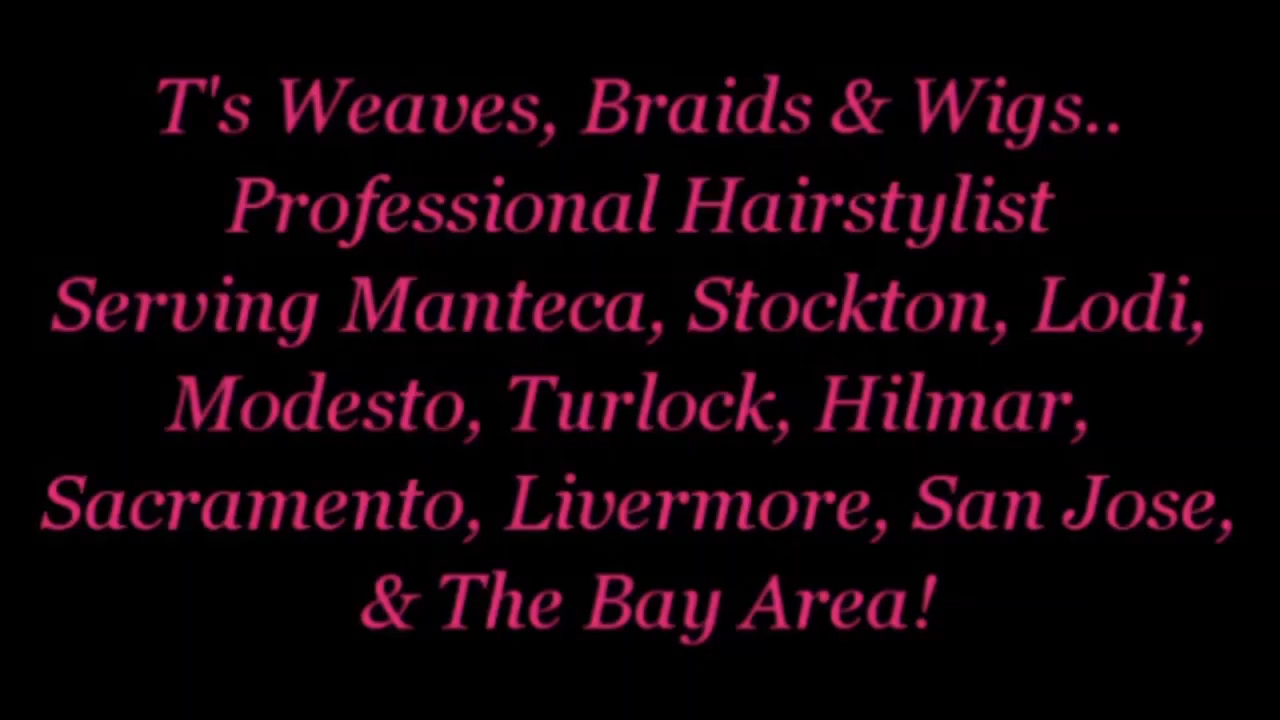 T's Weaves, Braids & Wigs..
Professional Hairstylist
Serving Manteca, Stockton, Lodi,
Modesto, Turlock, Hilmar,
Sacramento, Livermore, San Jose,
& The Bay Area!